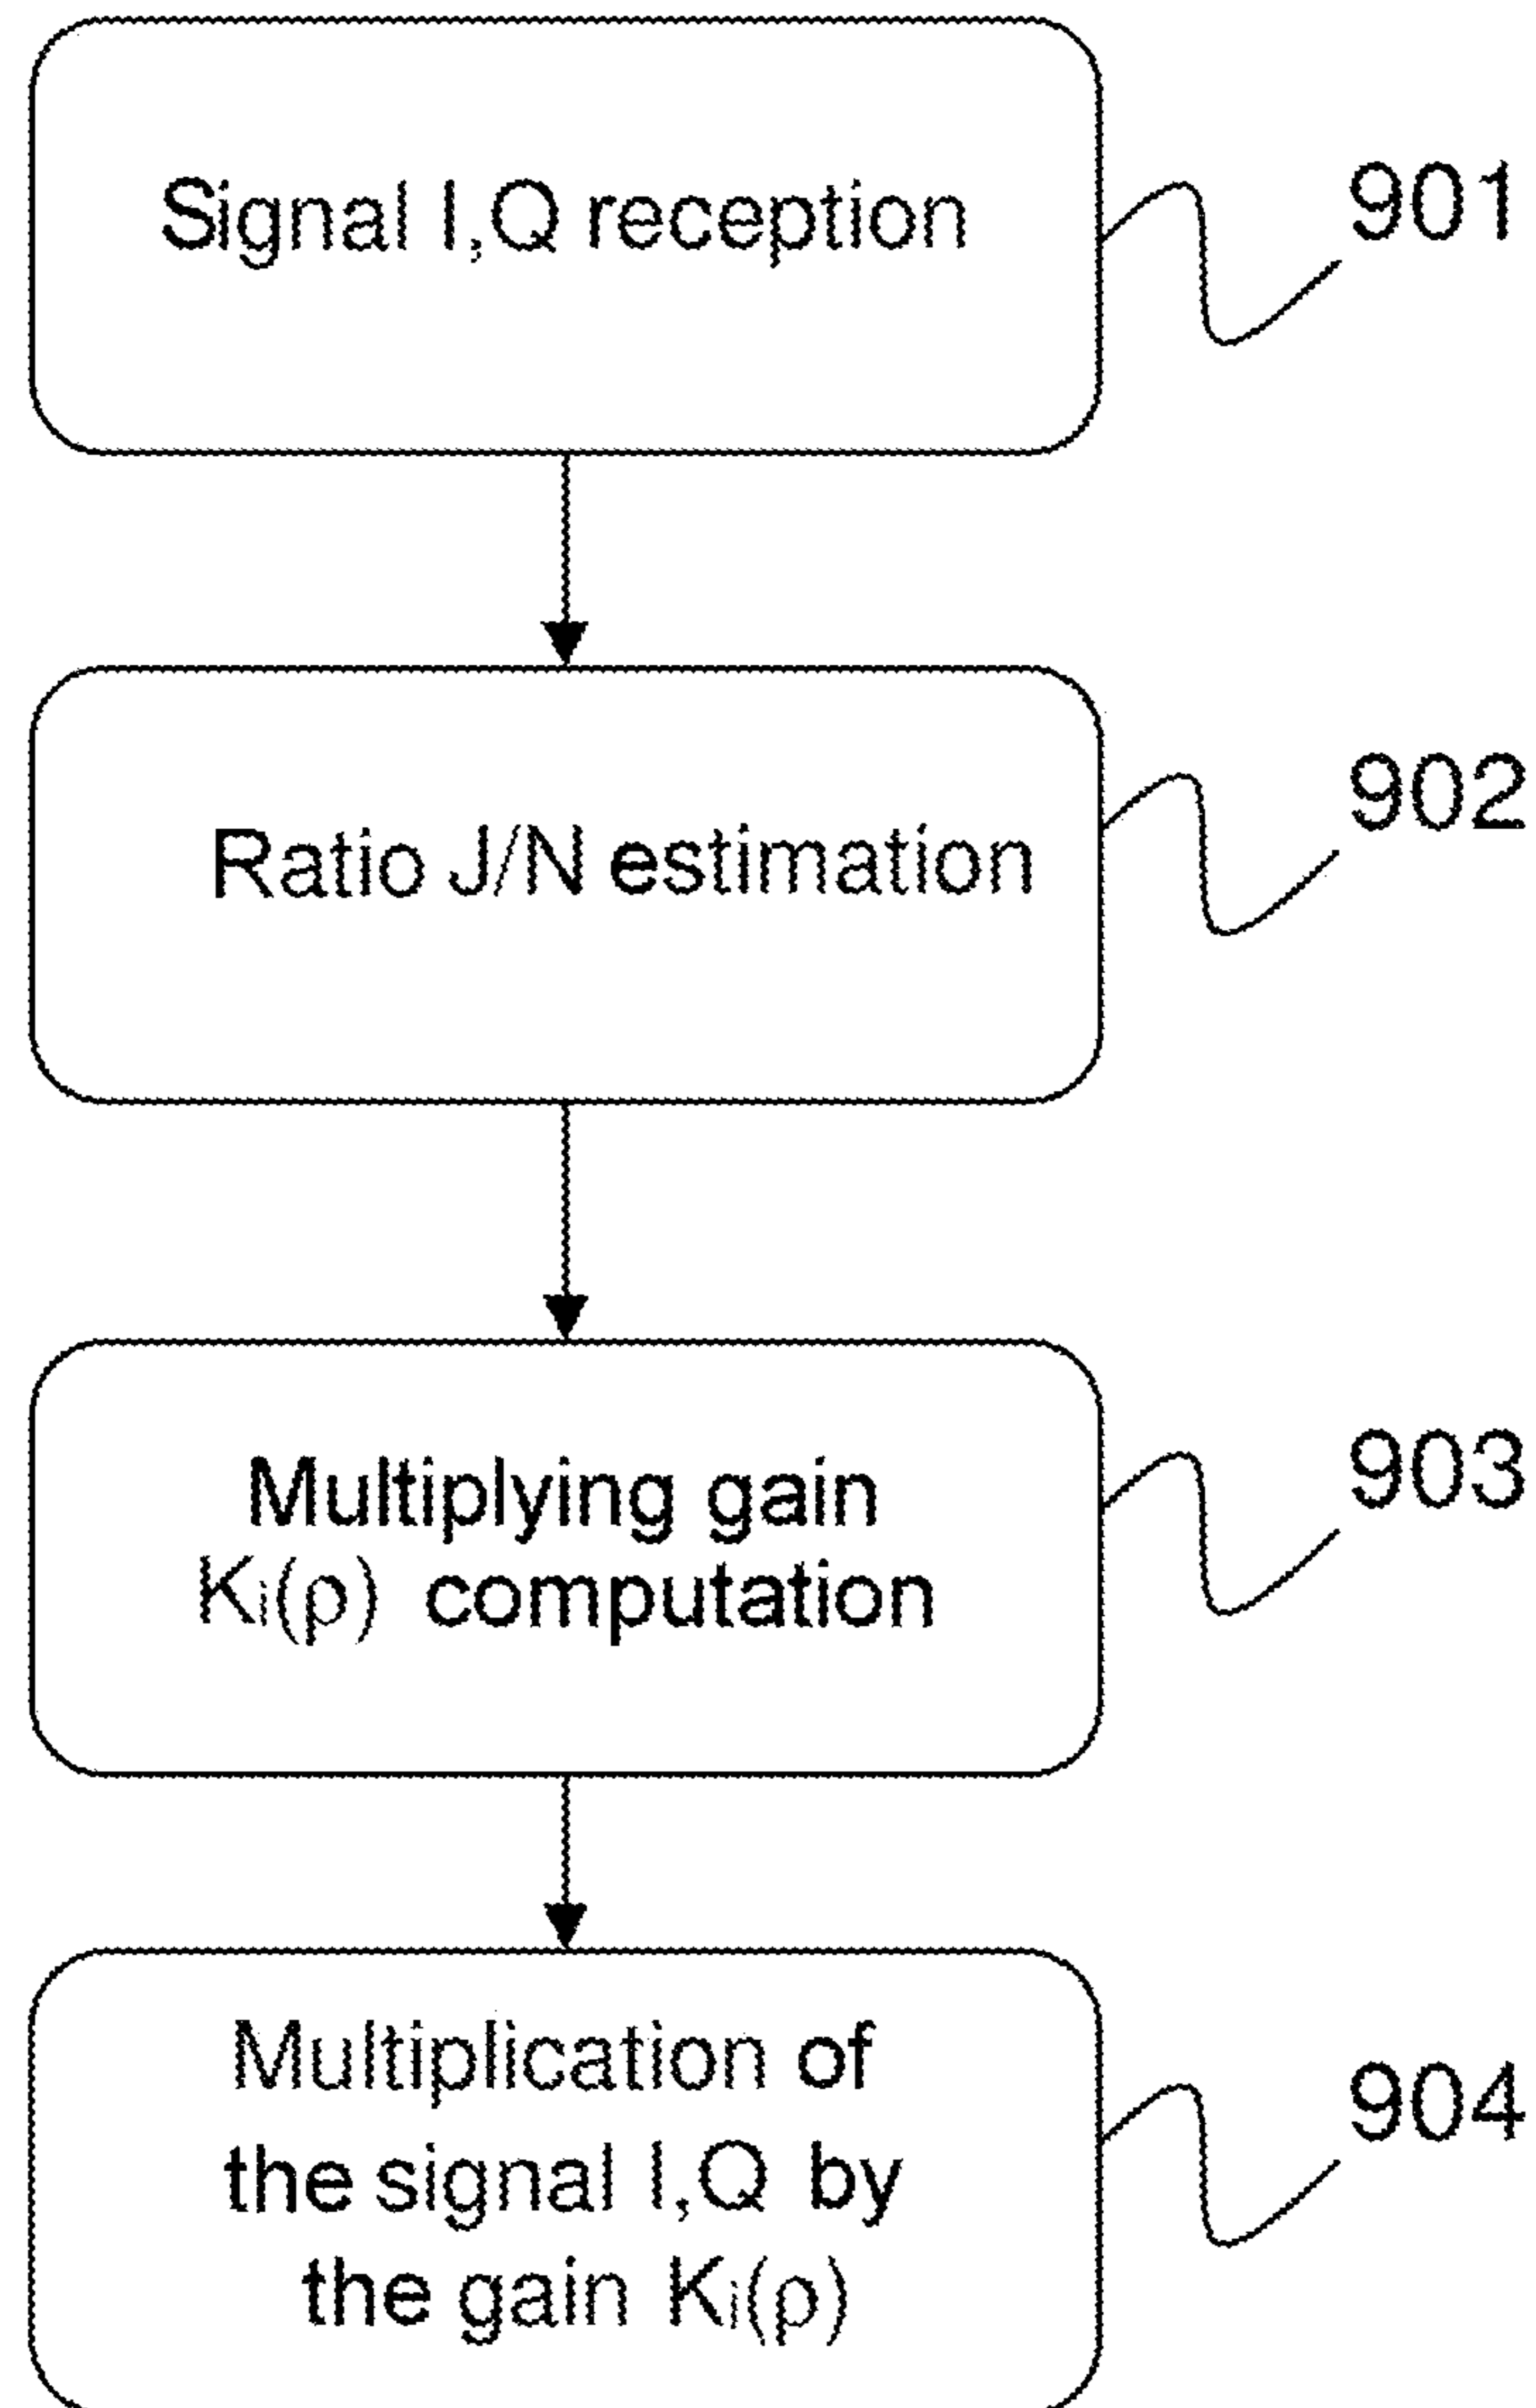 Signal I,Q reception
901
Ratio J/N estimation
902
Multiplying gain
Ki(ρ) computation
903
Multiplication of
the signal I,Q by
the gain Ki(ρ)
904